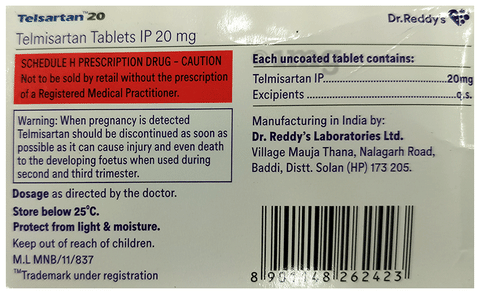 Telsartan™20
Dr.Reddy's
Telmisartan Tablets IP 20 mg
SCHEDULE H PRESCRIPTION DRUG - CAUTION
Not to be sold by retail without the prescription
of a Registered Medical Practitioner.
Warning: When pregnancy is detected
Telmisartan should be discontinued as soon as
possible as it can cause injury and even death
to the developing foetus when used during
second and third trimester.
Dosage as directed by the doctor.
Store below 25°C.
Protect from light & moisture.
Keep out of reach of children.
M.L MNB/11/837
™Trademark under registration
Each uncoated tablet contains:
Telmisartan IP............................20mg
Excipients....................................q.s.
Manufacturing in India by:
Dr. Reddy's Laboratories Ltd.
Village Mauja Thana, Nalagarh Road,
Baddi, Distt. Solan (HP) 173 205.